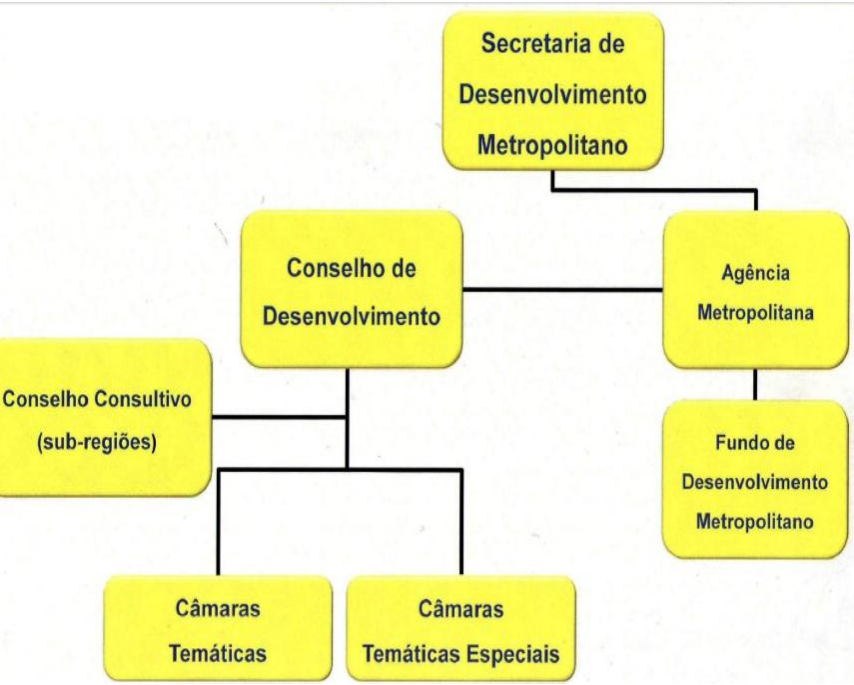 Secretaria de
Desenvolvimento
Metropolitano
Conselho de
Desenvolvimento
Agência
Metropolitana
Conselho Consultivo
(sub-regiões)
Fundo de
Desenvolvimento
Metropolitano
Câmaras
Temáticas
Câmaras
Temáticas Especiais